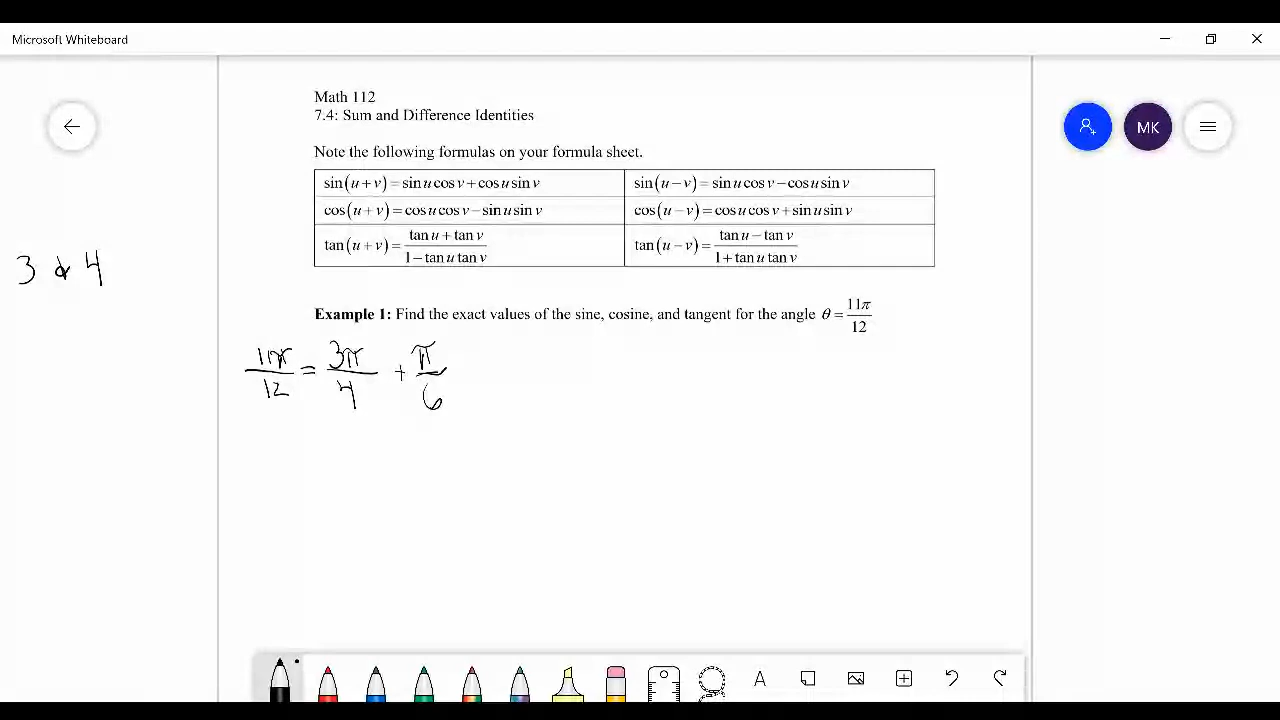 Microsoft Whiteboard
MK
Math 112
7.4: Sum and Difference Identities
Note the following formulas on your formula sheet.
sin(u+v)=sin u cos v+cos u sin v
sin(u−v)=sin u cos v−cos u sin v
cos(u+v)=cos u cos v−sin u sin v
cos(u−v)=cos u cos v+sin u sin v
tan(u+v)=(tan u+tan v)/(1−tan u tan v)
tan(u−v)=(tan u−tan v)/(1+tan u tan v)
3 & 4
Example 1: Find the exact values of the sine, cosine, and tangent for the angle θ=11π/12
11π/12 = 3π/4 + π/6
A